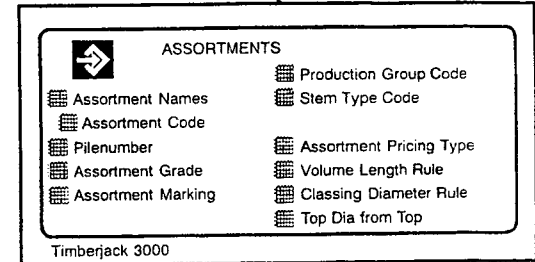 ASSORTMENTS
Assortment Names
Assortment Code
Pilenumber
Assortment Grade
Assortment Marking
Production Group Code
Stem Type Code
Assortment Pricing Type
Volume Length Rule
Classing Diameter Rule
Top Dia from Top
Timberjack 3000